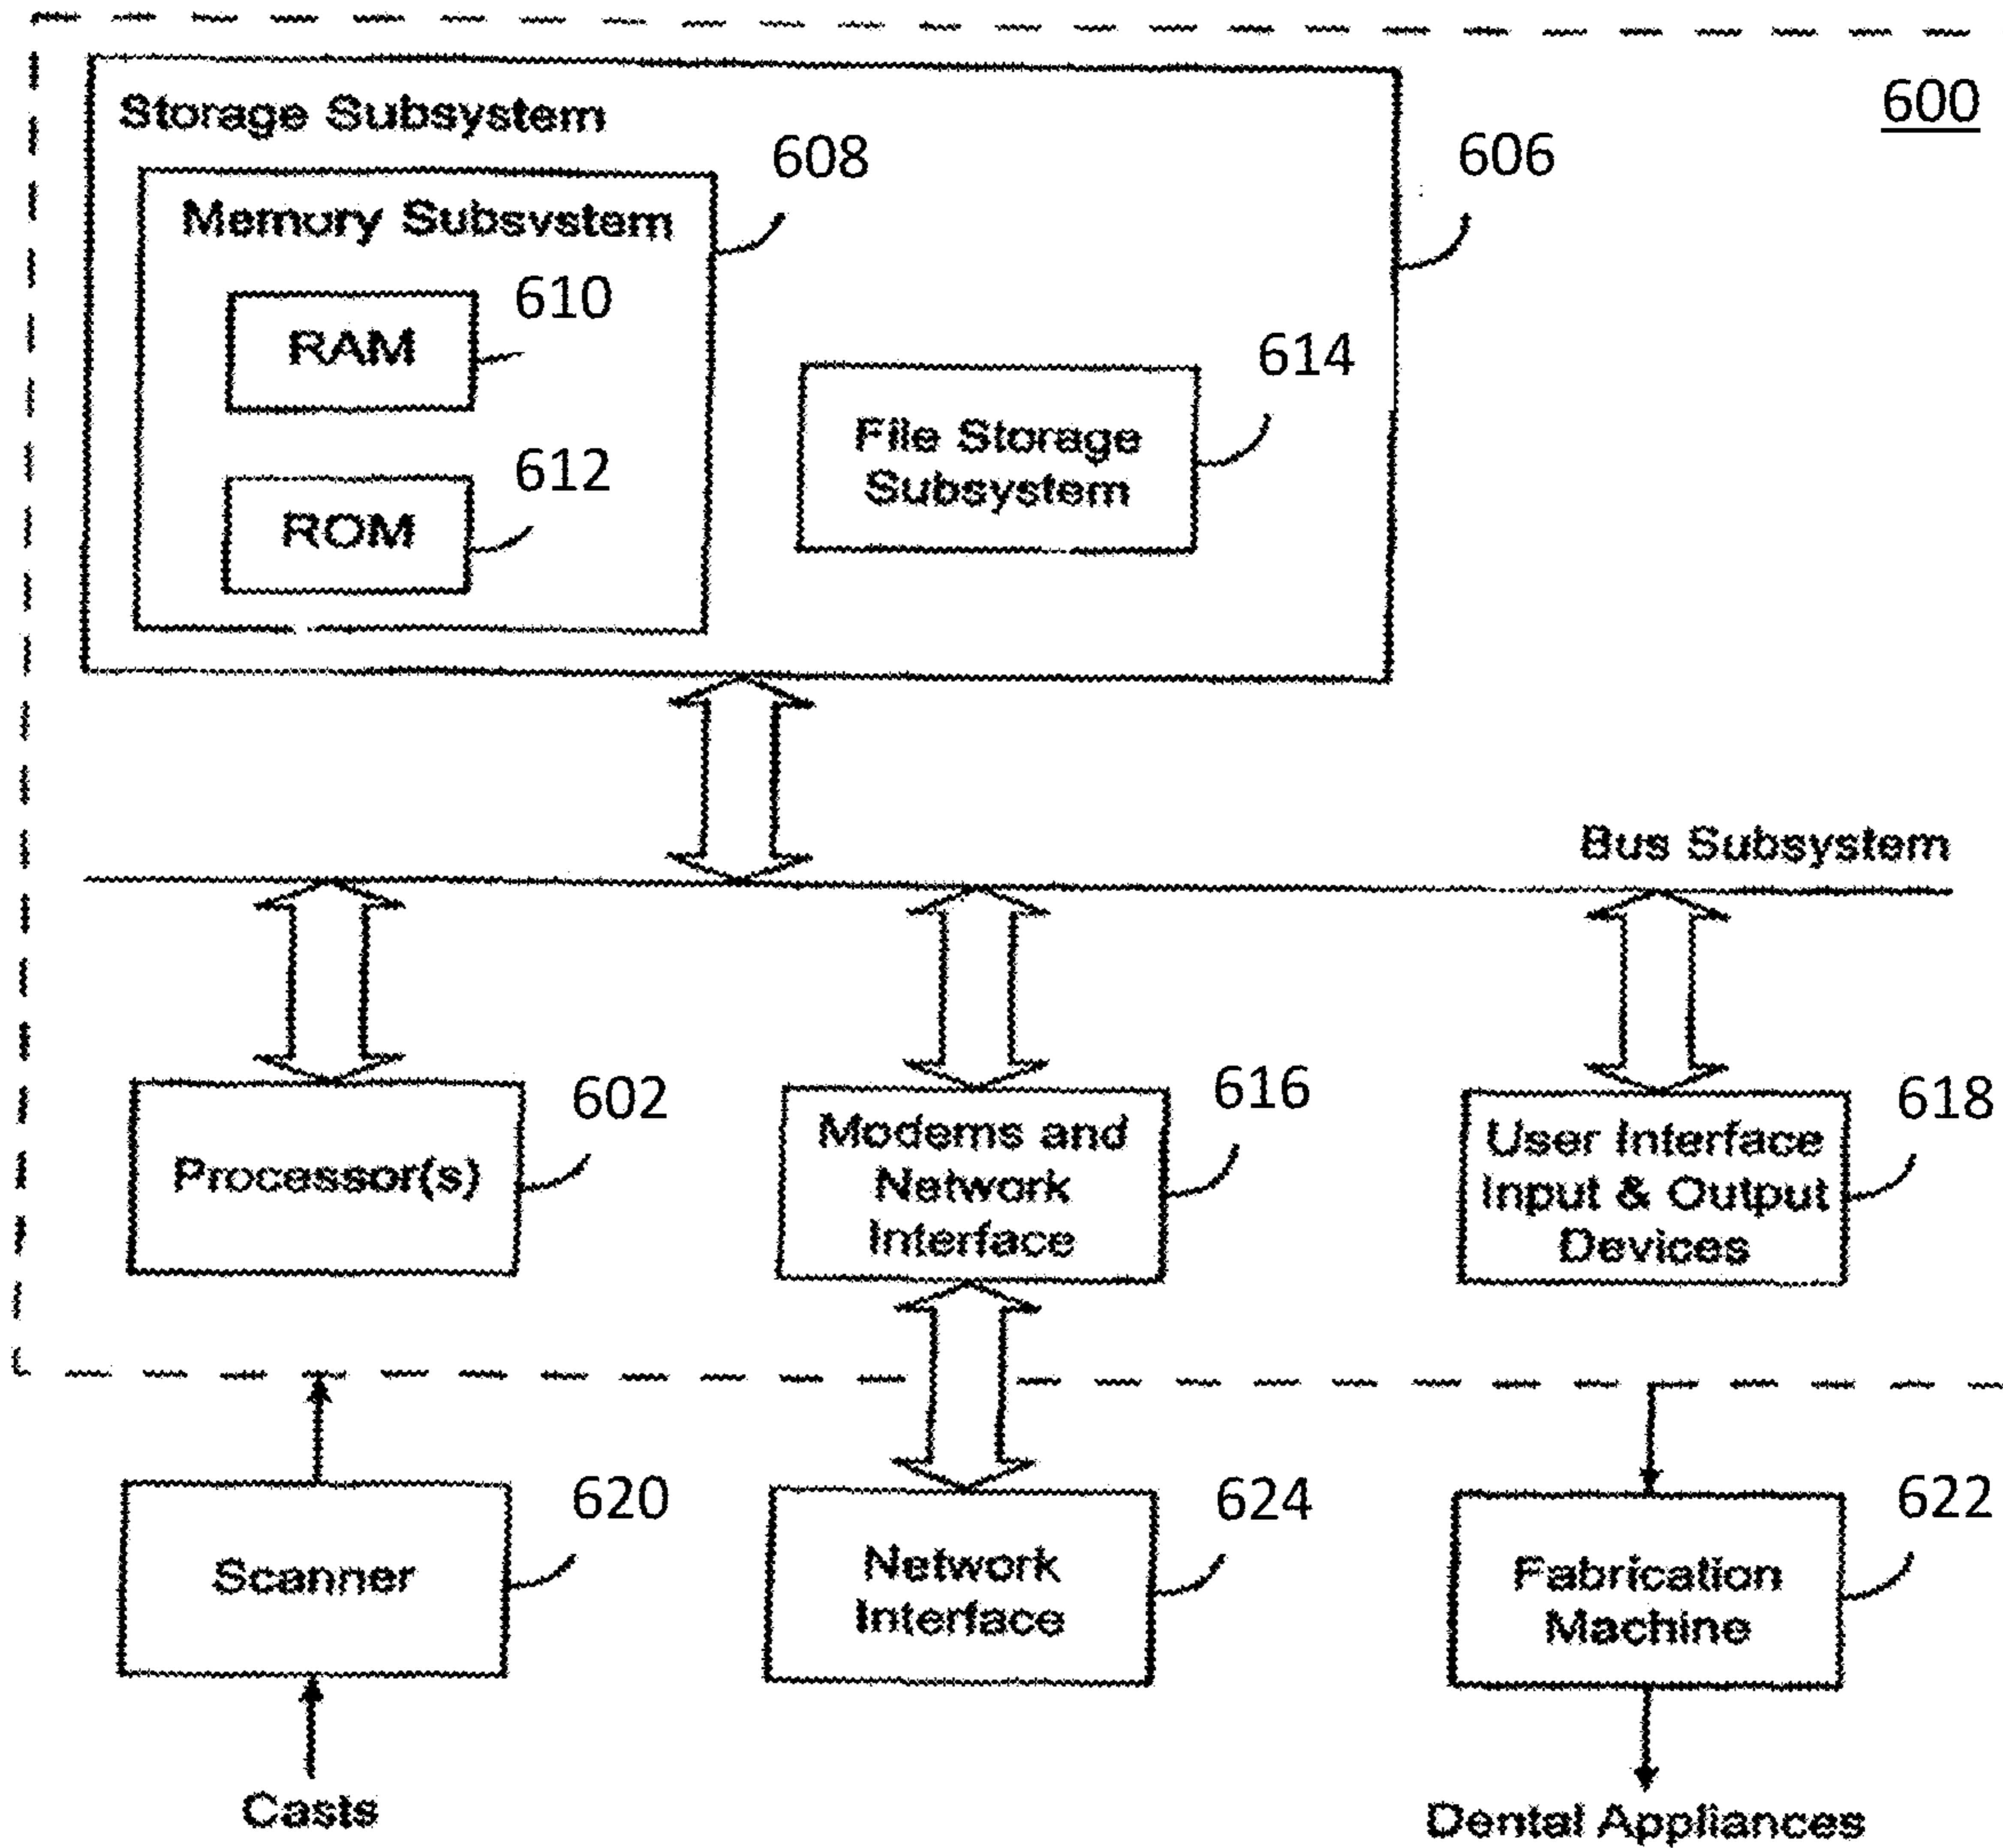 600
Storage Subsystem
608
606
Memory Subsystem
610
RAM
614
File Storage
Subsystem
612
ROM
Bus Subsystem
602
Processor(s)
616
Modems and
Network
Interface
618
User Interface
Input & Output
Devices
620
Scanner
624
Network
Interface
622
Fabrication
Machine
Casts
Dental Appliances